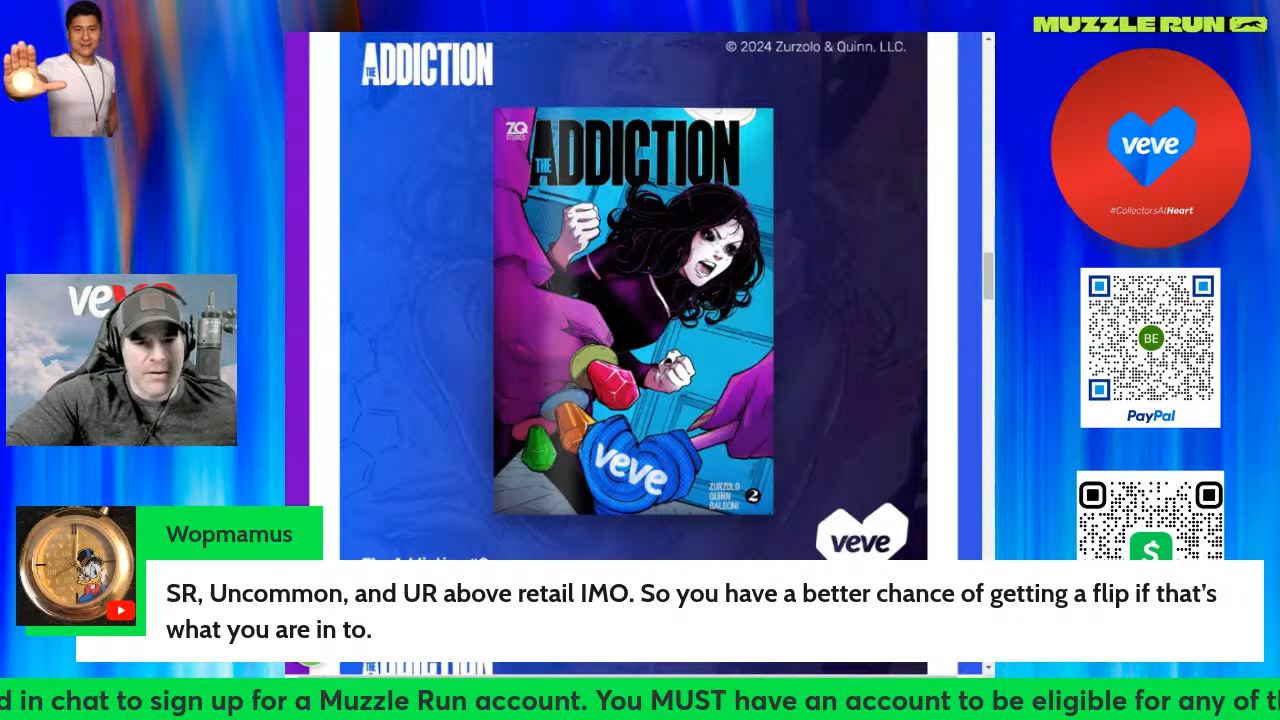 MUZZLE RUN
THE ADDICTION
© 2024 Zurzolo & Quinn, LLC.
ZQ
STUDIOS
THE ADDICTION
veve
ZURZOLO
QUINN
BALBONI
2
veve
veve
#CollectorsAtHeart
BE
PayPal
$
Wopmamus
SR, Uncommon, and UR above retail IMO. So you have a better chance of getting a flip if that's
what you are in to.
d in chat to sign up for a Muzzle Run account. You MUST have an account to be eligible for any of